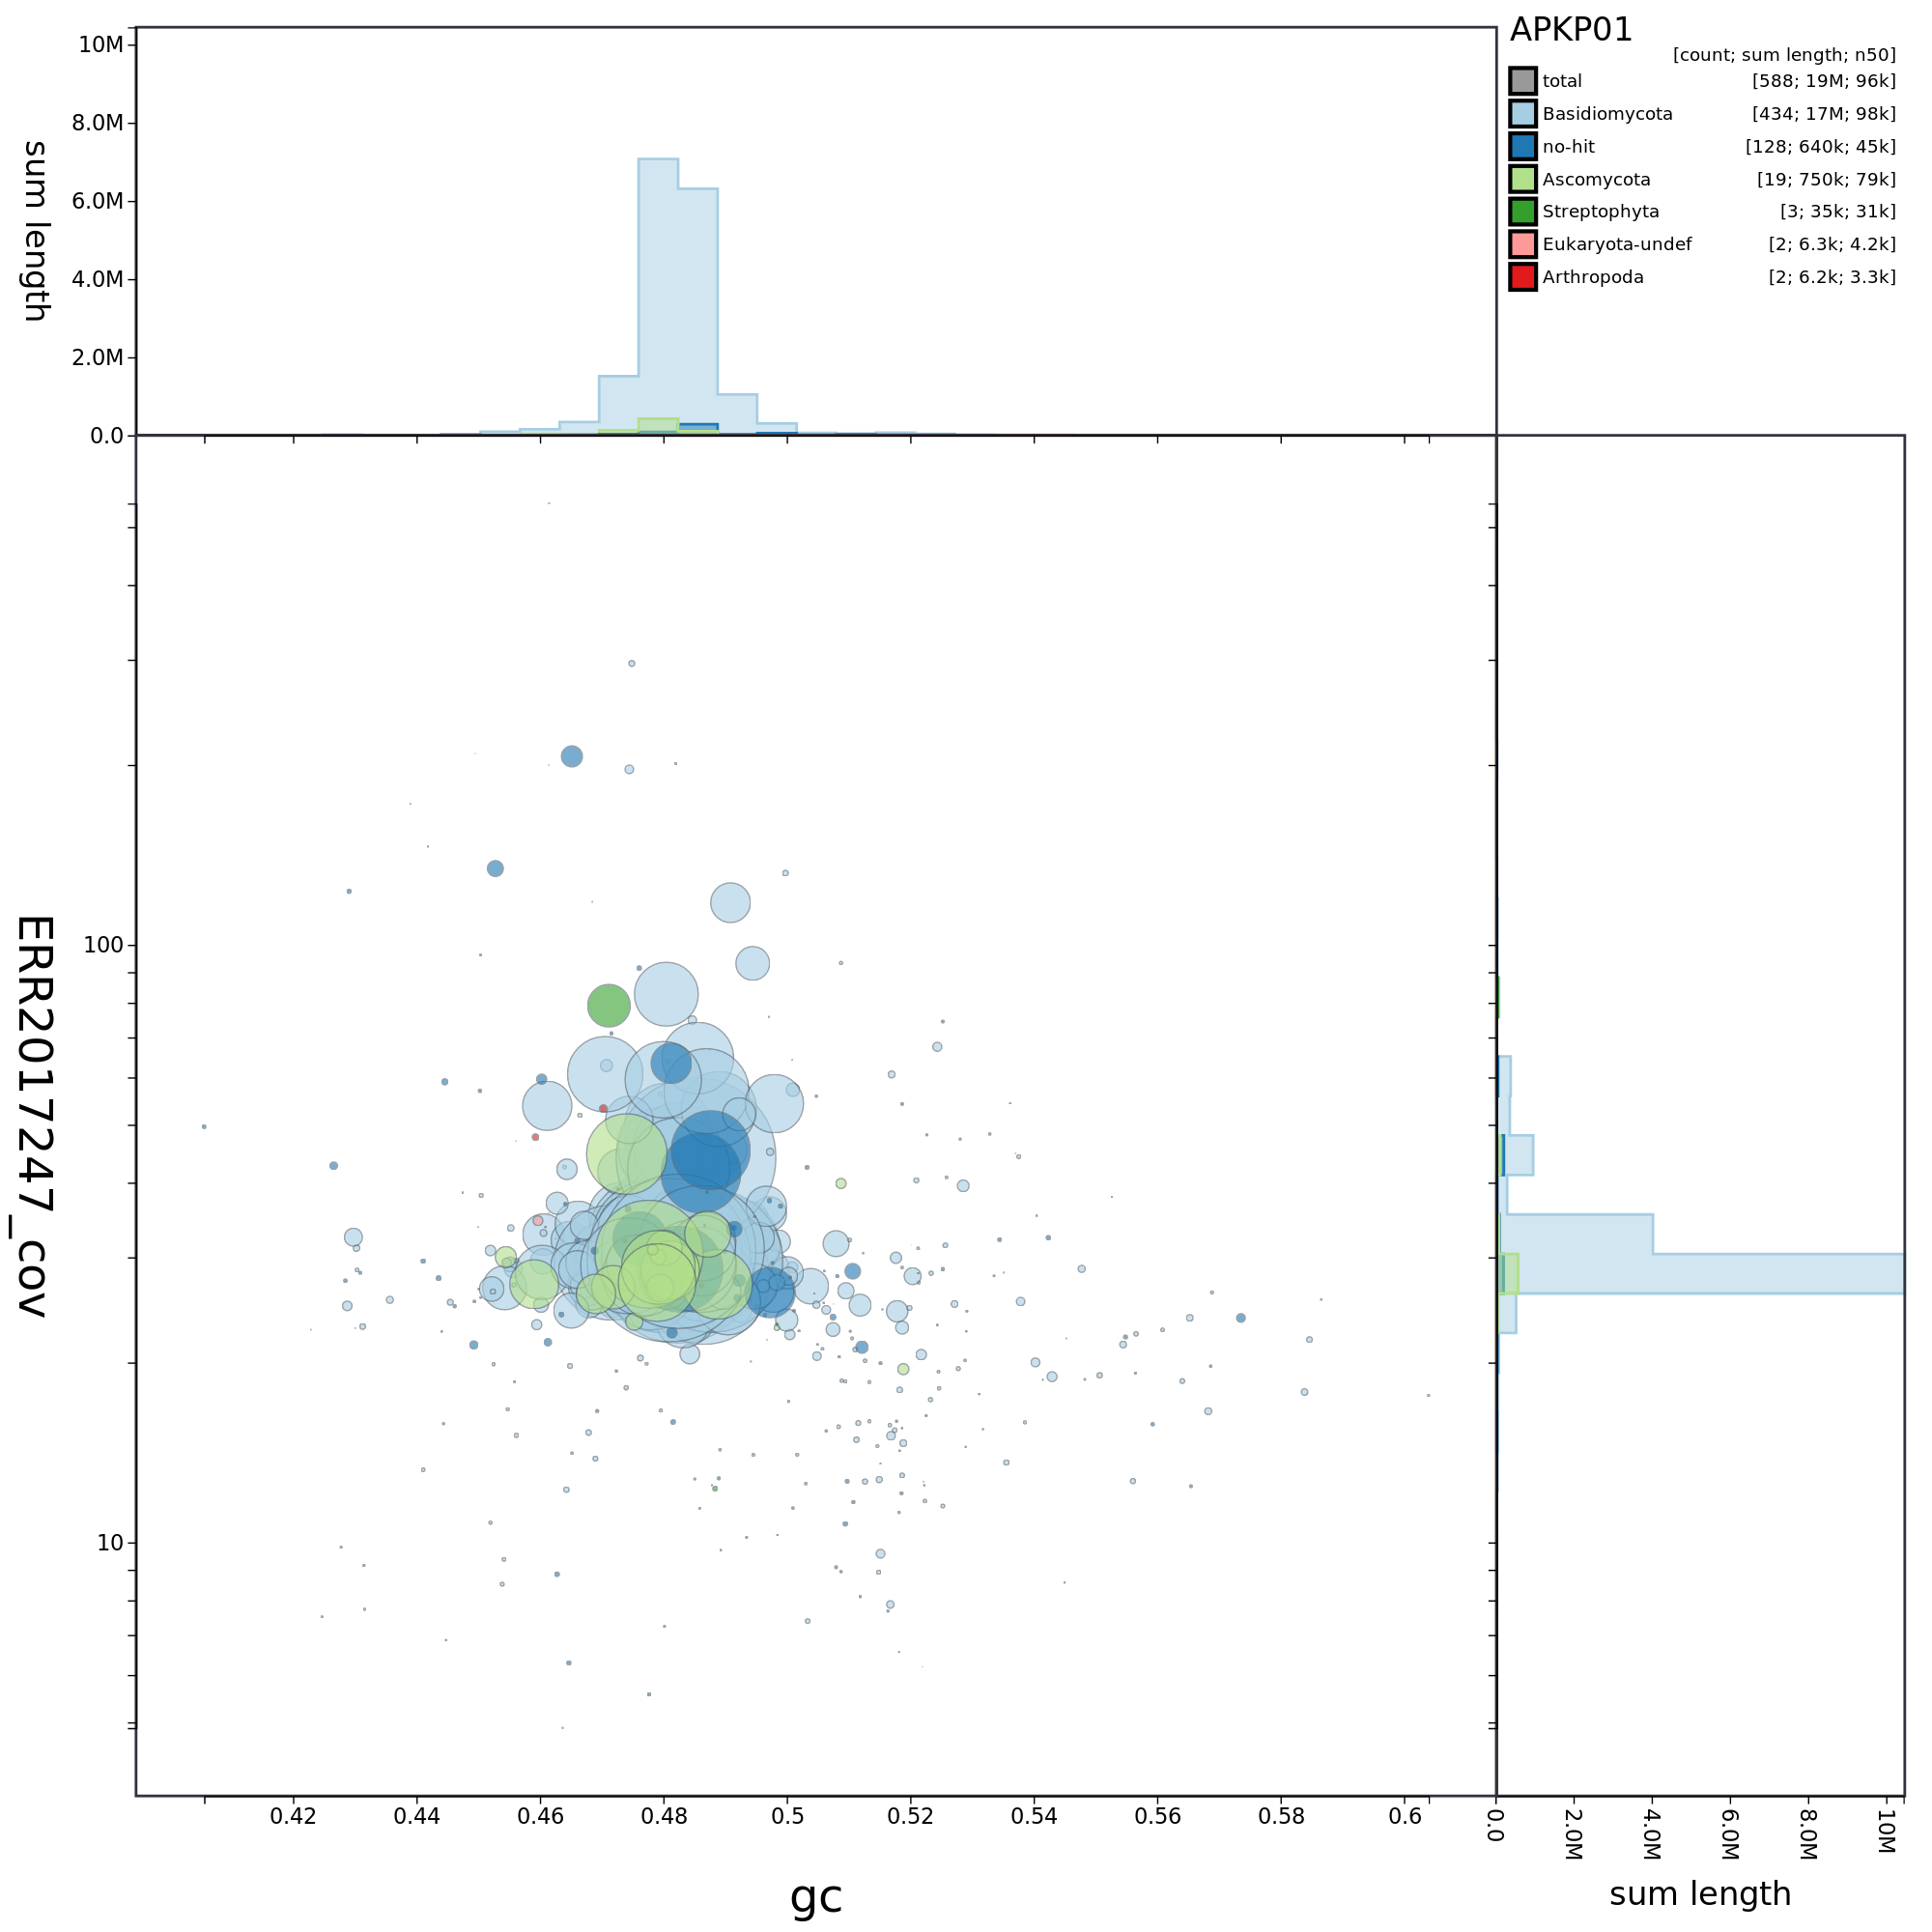 APKP01
[count; sum length; n50]
total [588; 19M; 96k]
Basidiomycota [434; 17M; 98k]
no-hit [128; 640k; 45k]
Ascomycota [19; 750k; 79k]
Streptophyta [3; 35k; 31k]
Eukaryota-undef [2; 6.3k; 4.2k]
Arthropoda [2; 6.2k; 3.3k]
sum length
10M
8.0M
6.0M
4.0M
2.0M
0.0
ERR2017247_cov
100
10
0.42 0.44 0.46 0.48 0.5 0.52 0.54 0.56 0.58 0.6
gc
0.0 2.0M 4.0M 6.0M 8.0M 10M
sum length